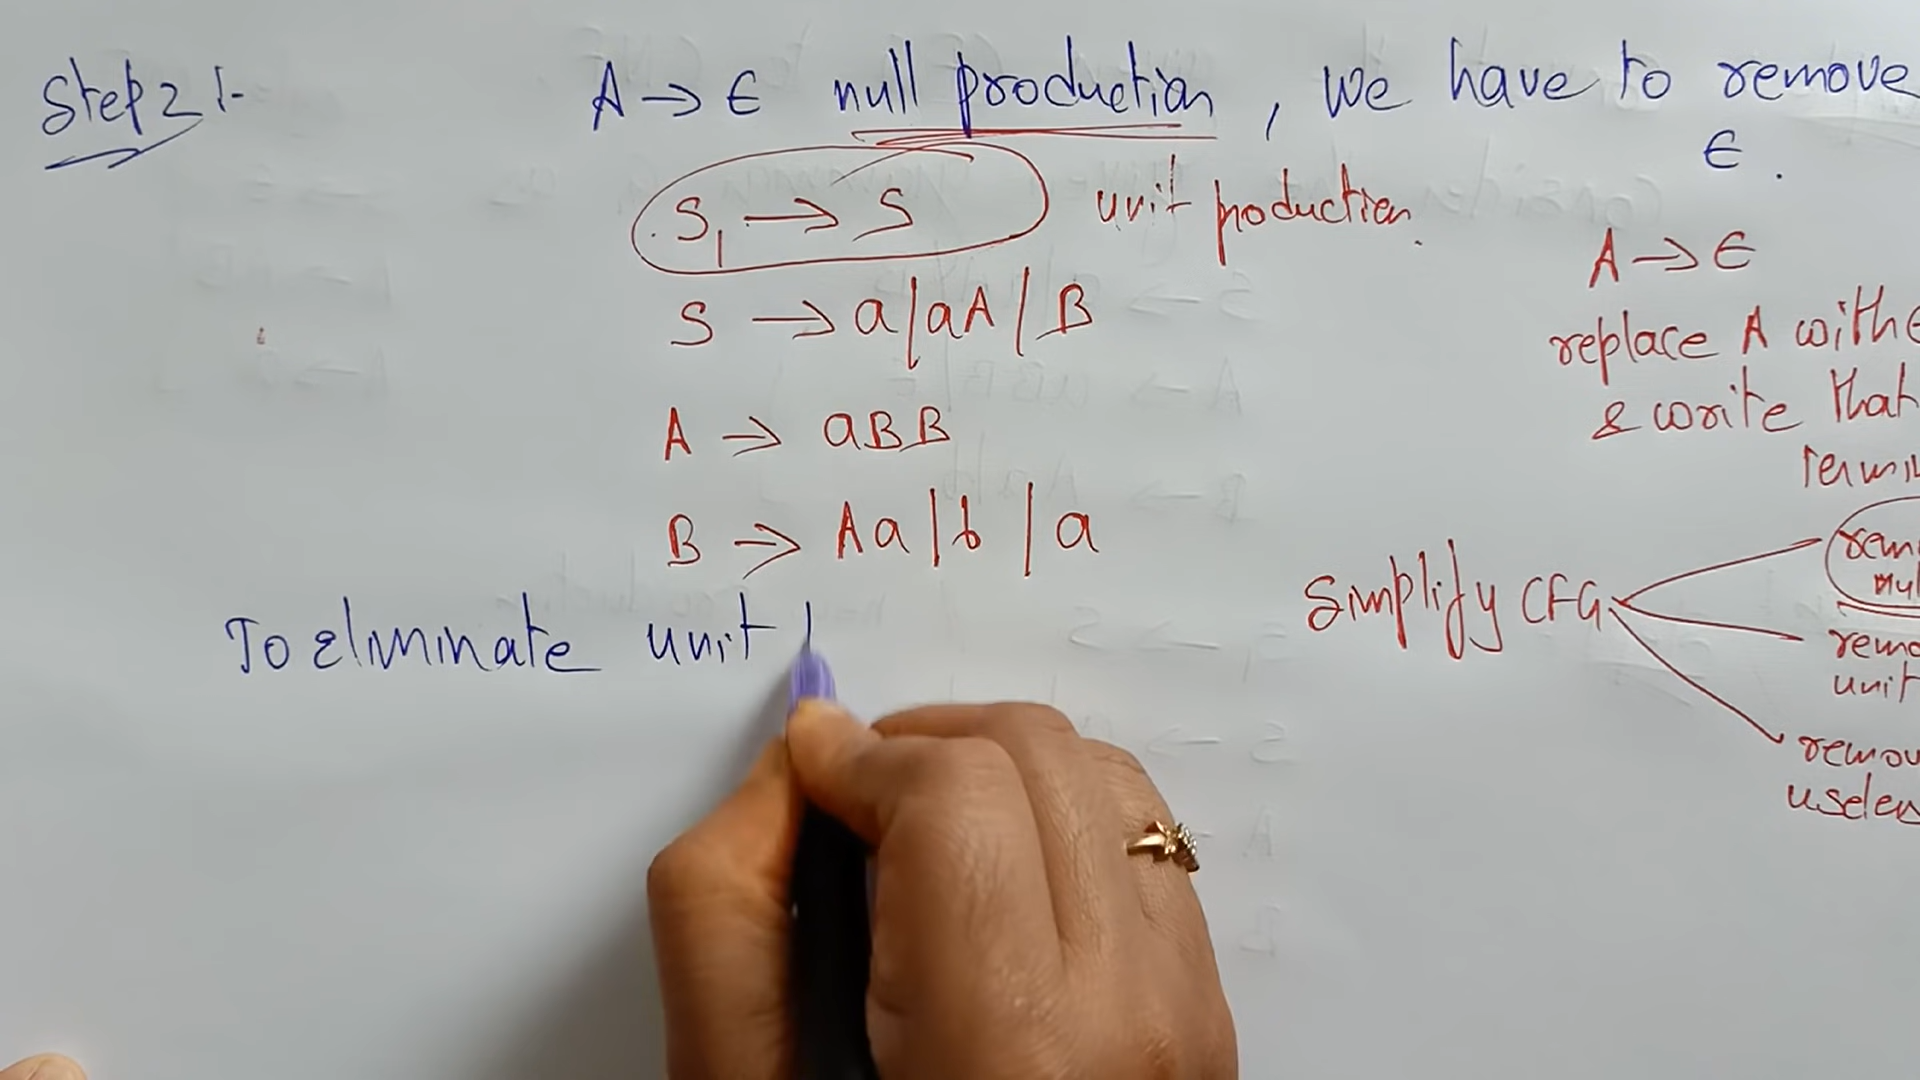 Step 2 :-
A → ϵ null production, we have to remove
ϵ.
S₁ → S unit production.
A → ϵ
S → a/aA/B
replace A with ϵ
& write that
A → aBB
B → Aa/b/a
Simplify CFG
unit
To eliminate unit